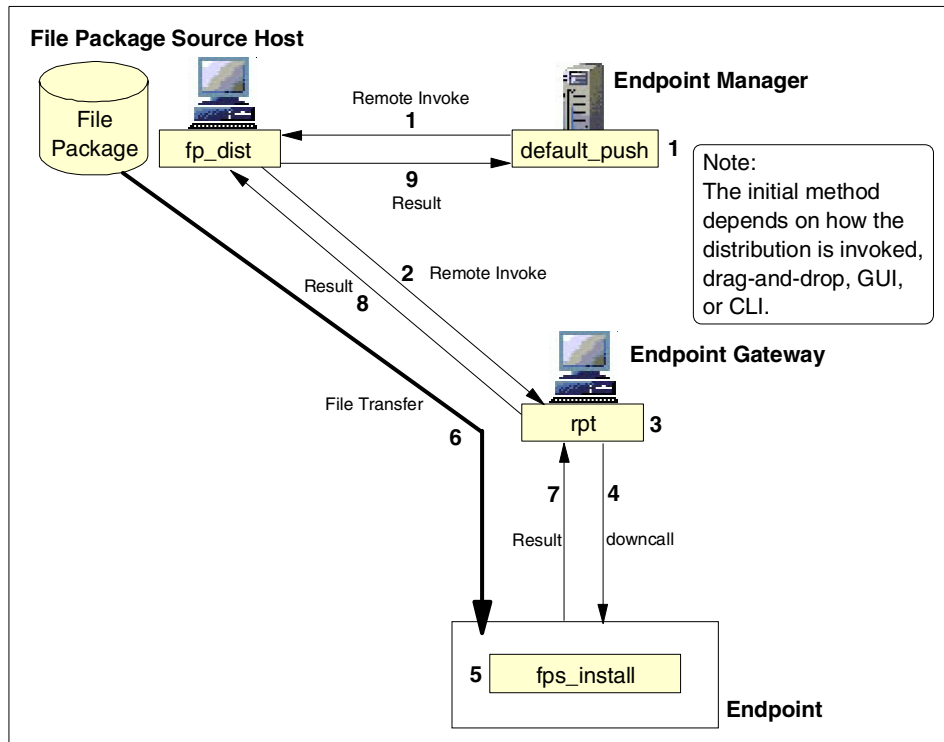 File Package Source Host
File
Package
fp_dist
Remote Invoke
1
9
Result
Endpoint Manager
default_push
1
Note:
The initial method
depends on how the
distribution is invoked,
drag-and-drop, GUI,
or CLI.
2
Remote Invoke
Result
8
File Transfer
6
Endpoint Gateway
rpt
3
7
4
Result
downcall
5
fps_install
Endpoint